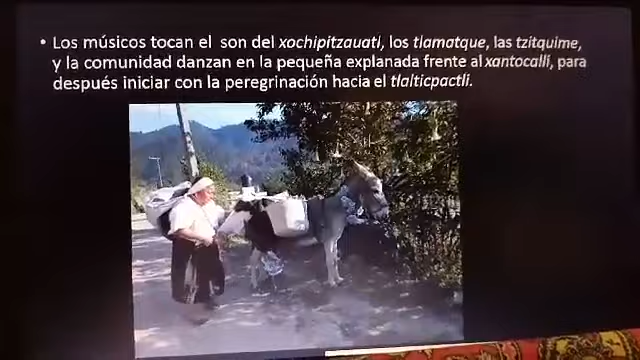 • Los músicos tocan el son del xochipitzauatl, los tlamatque, las tzitquime,
y la comunidad danzan en la pequeña explanada frente al xantocalli, para
después iniciar con la peregrinación hacia el tlalticpactli.